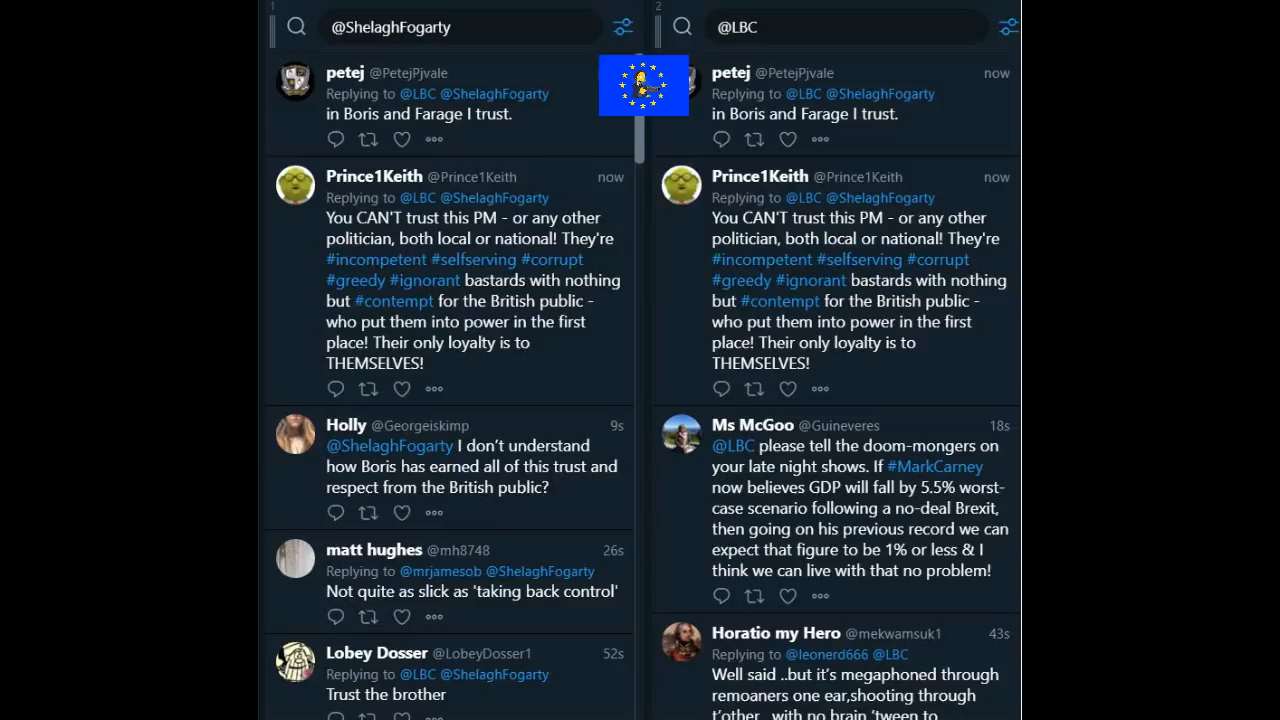 1
@ShelaghFogarty
petej @PetejPjvale
Replying to @LBC @ShelaghFogarty
in Boris and Farage I trust.
Prince1Keith @Prince1Keith now
Replying to @LBC @ShelaghFogarty
You CAN'T trust this PM - or any other
politician, both local or national! They're
#incompetent #selfserving #corrupt
#greedy #ignorant bastards with nothing
but #contempt for the British public -
who put them into power in the first
place! Their only loyalty is to
THEMSELVES!
Holly @Georgeiskimp 9s
@ShelaghFogarty I don't understand
how Boris has earned all of this trust and
respect from the British public?
matt hughes @mh8748 26s
Replying to @mrjamesob @ShelaghFogarty
Not quite as slick as 'taking back control'
Lobey Dosser @LobeyDosser1 52s
Replying to @LBC @ShelaghFogarty
Trust the brother
2
@LBC
petej @PetejPjvale now
Replying to @LBC @ShelaghFogarty
in Boris and Farage I trust.
Prince1Keith @Prince1Keith now
Replying to @LBC @ShelaghFogarty
You CAN'T trust this PM - or any other
politician, both local or national! They're
#incompetent #selfserving #corrupt
#greedy #ignorant bastards with nothing
but #contempt for the British public -
who put them into power in the first
place! Their only loyalty is to
THEMSELVES!
Ms McGoo @Guineveres 18s
@LBC please tell the doom-mongers on
your late night shows. If #MarkCarney
now believes GDP will fall by 5.5% worst-
case scenario following a no-deal Brexit,
then going on his previous record we can
expect that figure to be 1% or less & I
think we can live with that no problem!
Horatio my Hero @mekwamsuk1 43s
Replying to @leonerd666 @LBC
Well said ..but it's megaphoned through
remoaners one ear,shooting through
t'other with no brain 'tween to